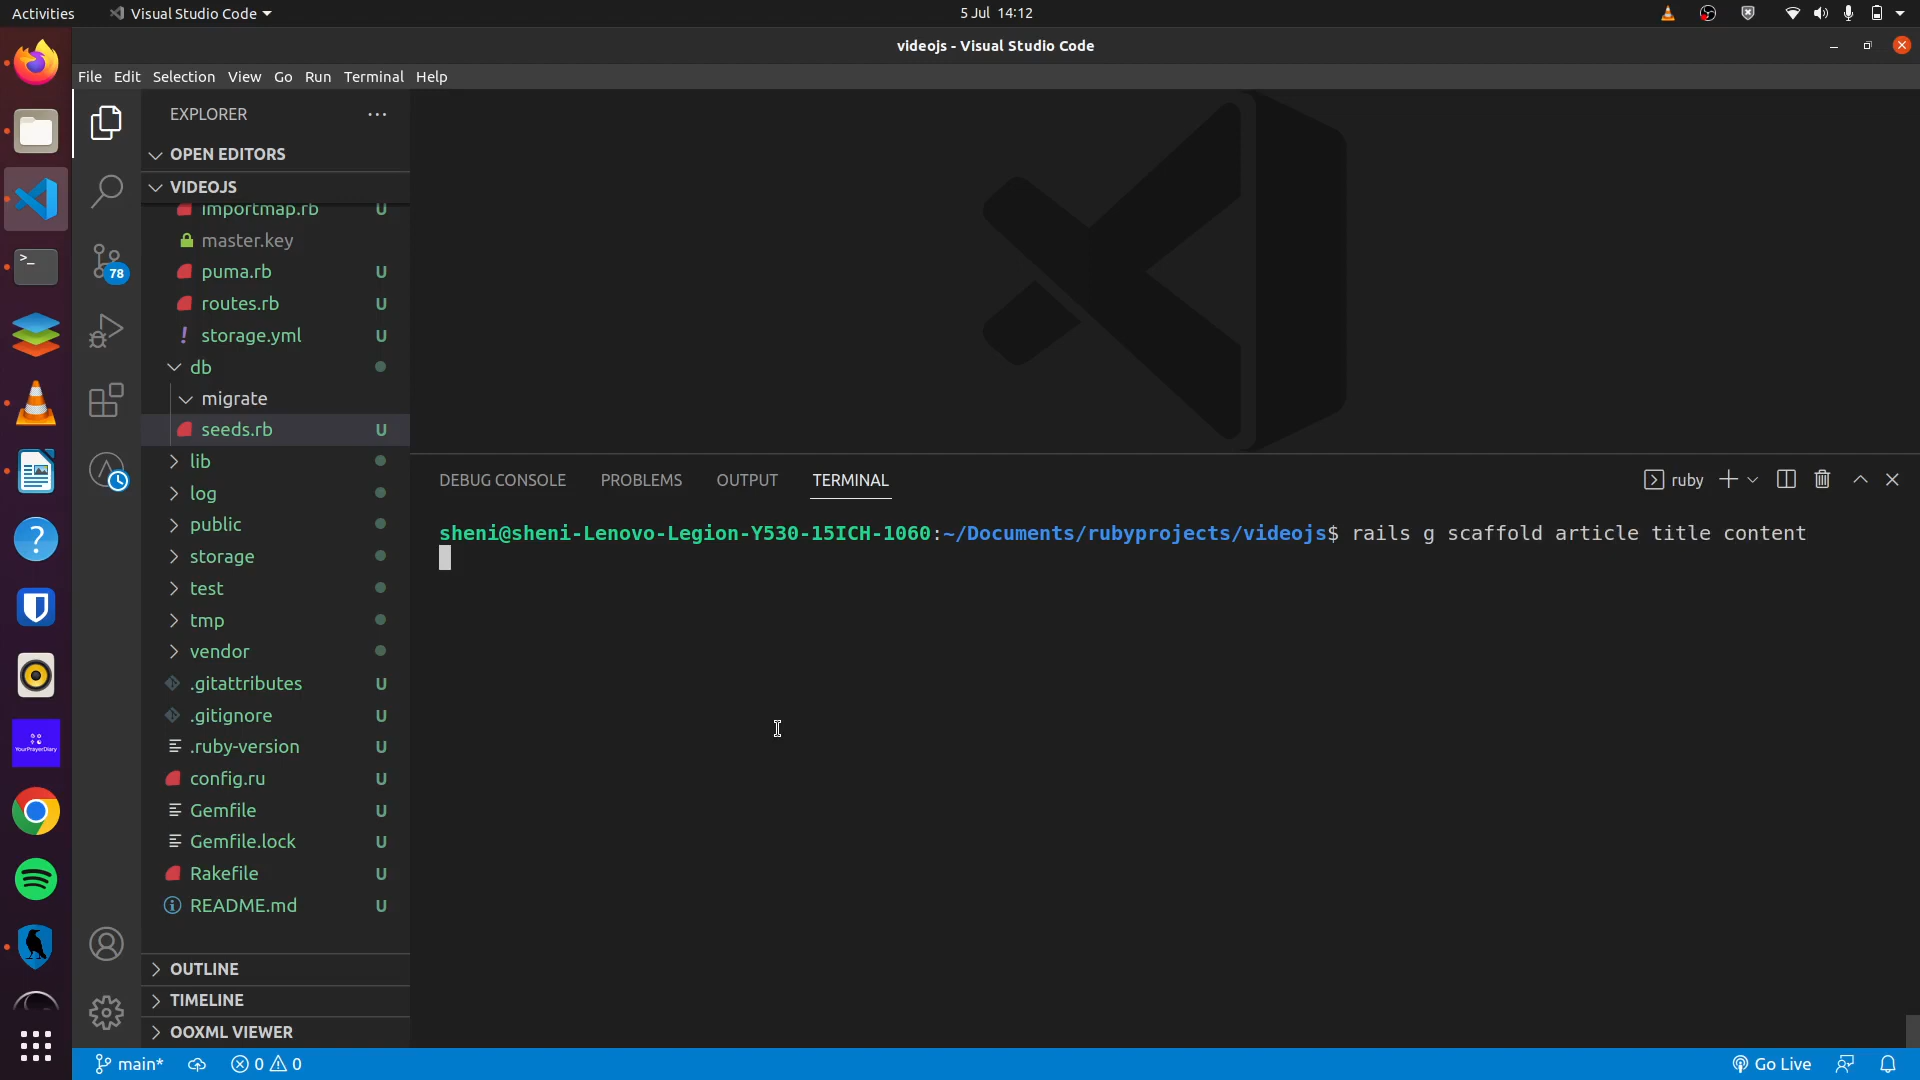 Activities Visual Studio Code 5 Jul 14:12
videojs - Visual Studio Code
File Edit Selection View Go Run Terminal Help
EXPLORER
OPEN EDITORS
VIDEOJS
importmap.rb U
master.key
puma.rb U
routes.rb U
! storage.yml U
db
migrate
seeds.rb U
lib
log
public
storage
test
tmp
vendor
.gitattributes U
.gitignore U
.ruby-version U
config.ru U
Gemfile U
Gemfile.lock U
Rakefile U
README.md U
OUTLINE
TIMELINE
OOXML VIEWER
78
DEBUG CONSOLE PROBLEMS OUTPUT TERMINAL ruby
sheni@sheni-Lenovo-Legion-Y530-15ICH-1060:~/Documents/rubyprojects/videojs$ rails g scaffold article title content
YourPrayerDiary
main* 0 0 Go Live